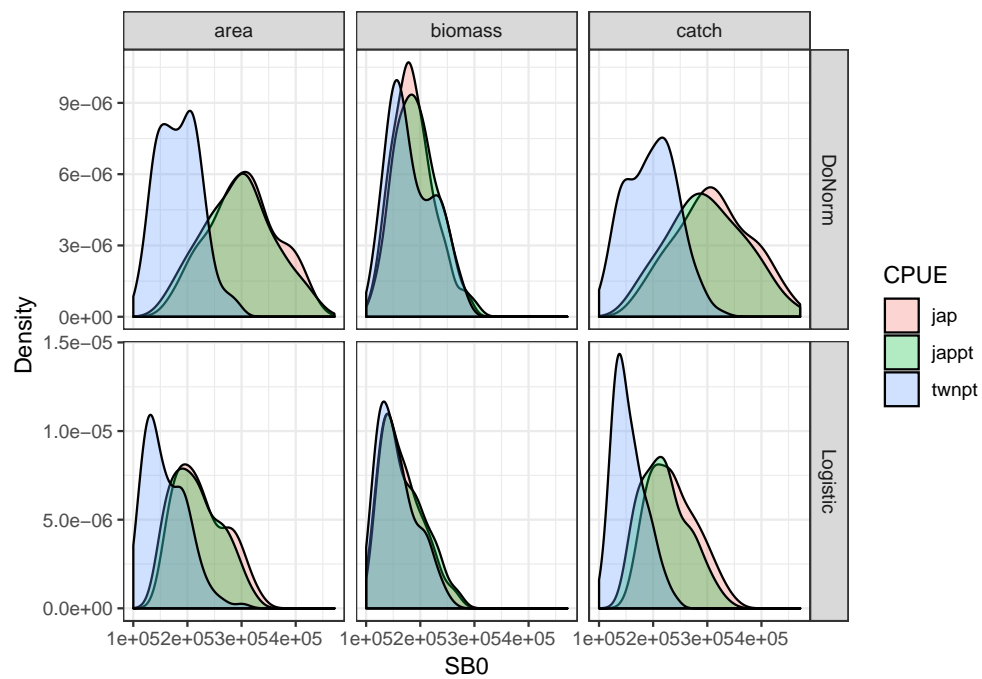 area biomass catch
9e−06
6e−06
3e−06
0e+00
DoNorm
1.5e−05
1.0e−05
5.0e−06
0.0e+00
Logistic
Density
1e+052e+053e+054e+05 1e+052e+053e+054e+05 1e+052e+053e+054e+05
SB0
CPUE
jap
jappt
twnpt